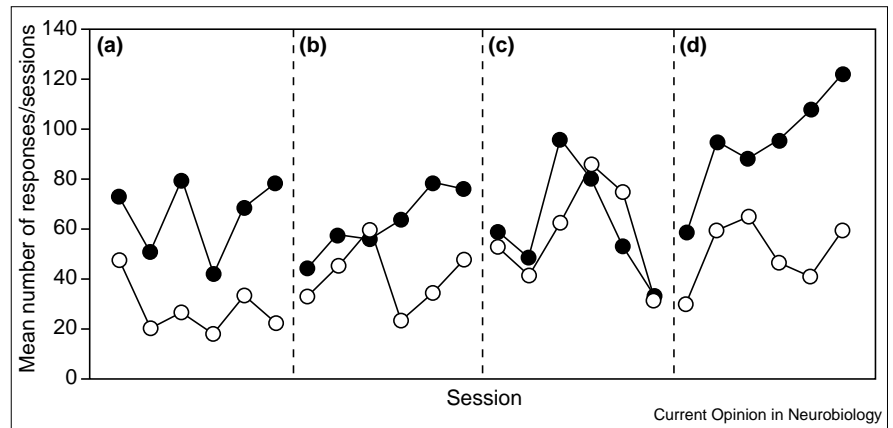 140
(a)
(b)
(c)
(d)
120
100
80
60
40
20
0
Mean number of responses/sessions
Session
Current Opinion in Neurobiology